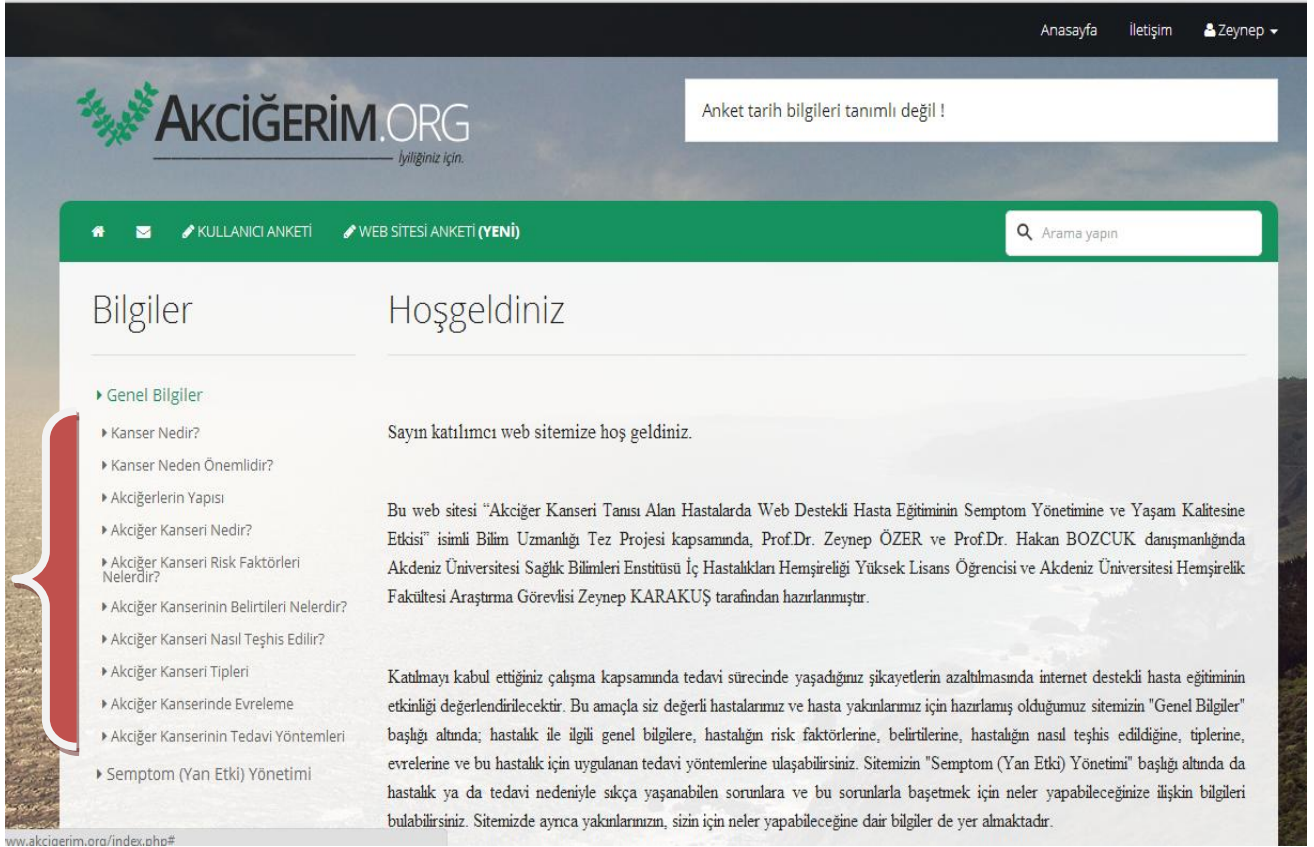 Anasayfa İletişim Zeynep
AKCİĞERİM.ORG
İyiliğiniz için.
Anket tarih bilgileri tanımlı değil !
KULLANICI ANKETİ WEB SİTESİ ANKETİ (YENİ)
Arama yapın
Bilgiler
Genel Bilgiler
Kanser Nedir?
Kanser Neden Önemlidir?
Akciğerlerin Yapısı
Akciğer Kanseri Nedir?
Akciğer Kanseri Risk Faktörleri
Nelerdir?
Akciğer Kanserinin Belirtileri Nelerdir?
Akciğer Kanseri Nasıl Teşhis Edilir?
Akciğer Kanseri Tipleri
Akciğer Kanserinde Evreleme
Akciğer Kanserinin Tedavi Yöntemleri
Semptom (Yan Etki) Yönetimi
Hoşgeldiniz
Sayın katılımcı web sitemize hoş geldiniz.
Bu web sitesi “Akciğer Kanseri Tanısı Alan Hastalarda Web Destekli Hasta Eğitiminin Semptom Yönetimine ve Yaşam Kalitesine
Etkisi” isimli Bilim Uzmanlığı Tez Projesi kapsamında, Prof.Dr. Zeynep ÖZER ve Prof.Dr. Hakan BOZCUK danışmanlığında
Akdeniz Üniversitesi Sağlık Bilimleri Enstitüsü İç Hastalıkları Hemşireliği Yüksek Lisans Öğrencisi ve Akdeniz Üniversitesi Hemşirelik
Fakültesi Araştırma Görevlisi Zeynep KARAKUŞ tarafından hazırlanmıştır.
Katılmayı kabul ettiğiniz çalışma kapsamında tedavi sürecinde yaşadığınız şikayetlerin azaltılmasında internet destekli hasta eğitiminin
etkinliği değerlendirilecektir. Bu amaçla siz değerli hastalarımız ve hasta yakınlarımız için hazırlamış olduğumuz sitemizin "Genel Bilgiler"
başlığı altında; hastalık ile ilgili genel bilgilere, hastalığın risk faktörlerine, belirtilerine, hastalığın nasıl teşhis edildiğine, tiplerine,
evrelerine ve bu hastalık için uygulanan tedavi yöntemlerine ulaşabilirsiniz. Sitemizin "Semptom (Yan Etki) Yönetimi" başlığı altında da
hastalık ya da tedavi nedeniyle sıkça yaşanabilen sorunlara ve bu sorunlarla başetmek için neler yapabileceğinize ilişkin bilgileri
bulabilirsiniz. Sitemizde ayrıca yakınlarınızın, sizin için neler yapabileceğine dair bilgiler de yer almaktadır.
ww.akcigerim.org/index.php#